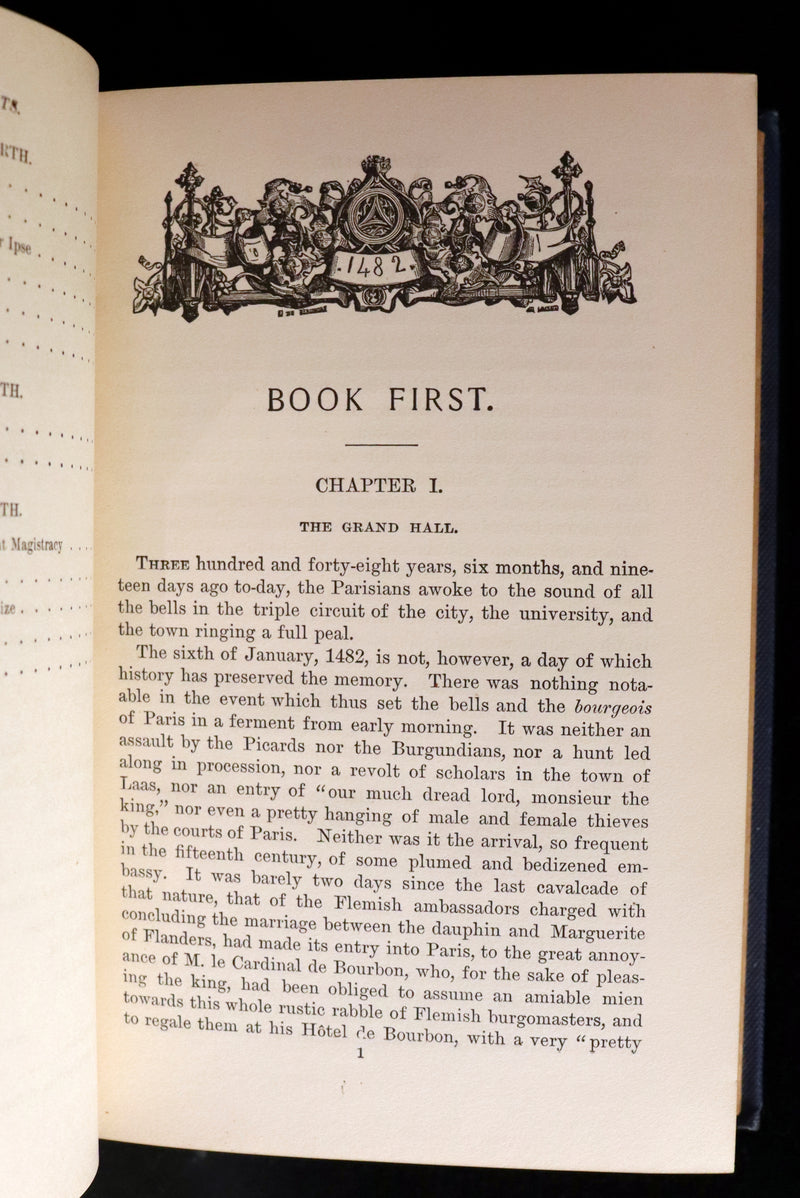 TS.
RTH.
r Ipse
TH.
TH.
t Magistracy
ize
. 1482 .
BOOK FIRST.
CHAPTER I.
THE GRAND HALL.
THREE hundred and forty-eight years, six months, and nine-
teen days ago to-day, the Parisians awoke to the sound of all
the bells in the triple circuit of the city, the university, and
the town ringing a full peal.
The sixth of January, 1482, is not, however, a day of which
history has preserved the memory. There was nothing nota-
able in the event which thus set the bells and the bourgeois
of Paris in a ferment from early morning. It was neither an
assault by the Picards nor the Burgundians, nor a hunt led
along in procession, nor a revolt of scholars in the town of
Laas, nor an entry of “our much dread lord, monsieur the
king,” nor even a pretty hanging of male and female thieves
by the courts of Paris. Neither was it the arrival, so frequent
in the fifteenth century, of some plumed and bedizened em-
bassy. It was barely two days since the last cavalcade of
that nature, that of the Flemish ambassadors charged with
concluding the marriage between the dauphin and Marguerite
of Flanders, had made its entry into Paris, to the great annoy-
ance of M. le Cardinal de Bourbon, who, for the sake of pleas-
ing the king, had been obliged to assume an amiable mien
towards this whole rustic rabble of Flemish burgomasters, and
to regale them at his Hôtel de Bourbon, with a very “pretty
1